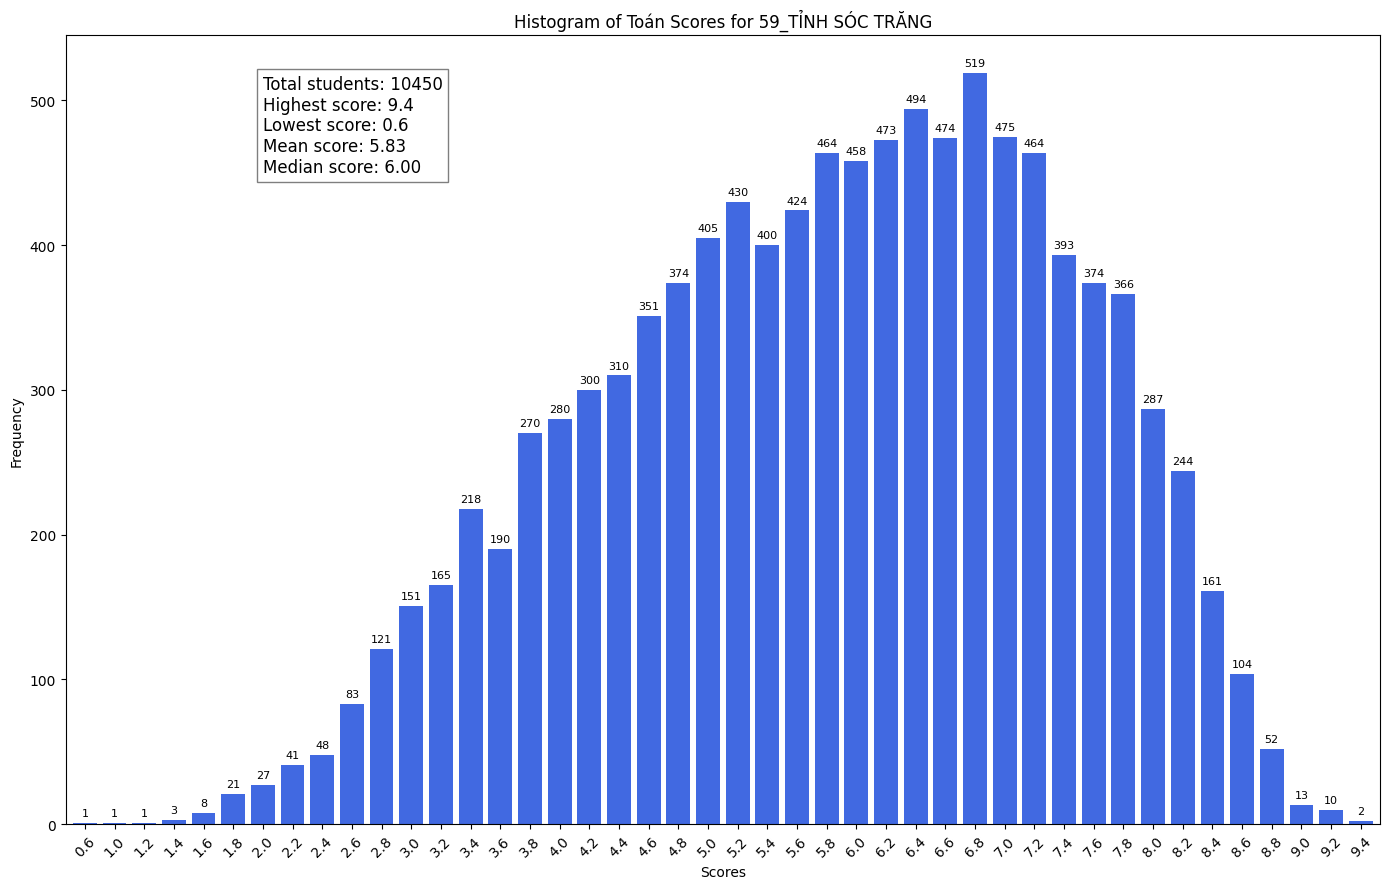 Histogram of Toán Scores for 59_TỈNH SÓC TRĂNG
Total students: 10450
Highest score: 9.4
Lowest score: 0.6
Mean score: 5.83
Median score: 6.00
Frequency
500
400
300
200
100
0
1 1 1 3 8 21 27 41 48 83 121 151 165 218 190 270 280 300 310 351 374 405 430 400 424 464 458 473 494 474 519 475 464 393 374 366 287 244 161 104 52 13 10 2
0.6 1.0 1.2 1.4 1.6 1.8 2.0 2.2 2.4 2.6 2.8 3.0 3.2 3.4 3.6 3.8 4.0 4.2 4.4 4.6 4.8 5.0 5.2 5.4 5.6 5.8 6.0 6.2 6.4 6.6 6.8 7.0 7.2 7.4 7.6 7.8 8.0 8.2 8.4 8.6 8.8 9.0 9.2 9.4
Scores